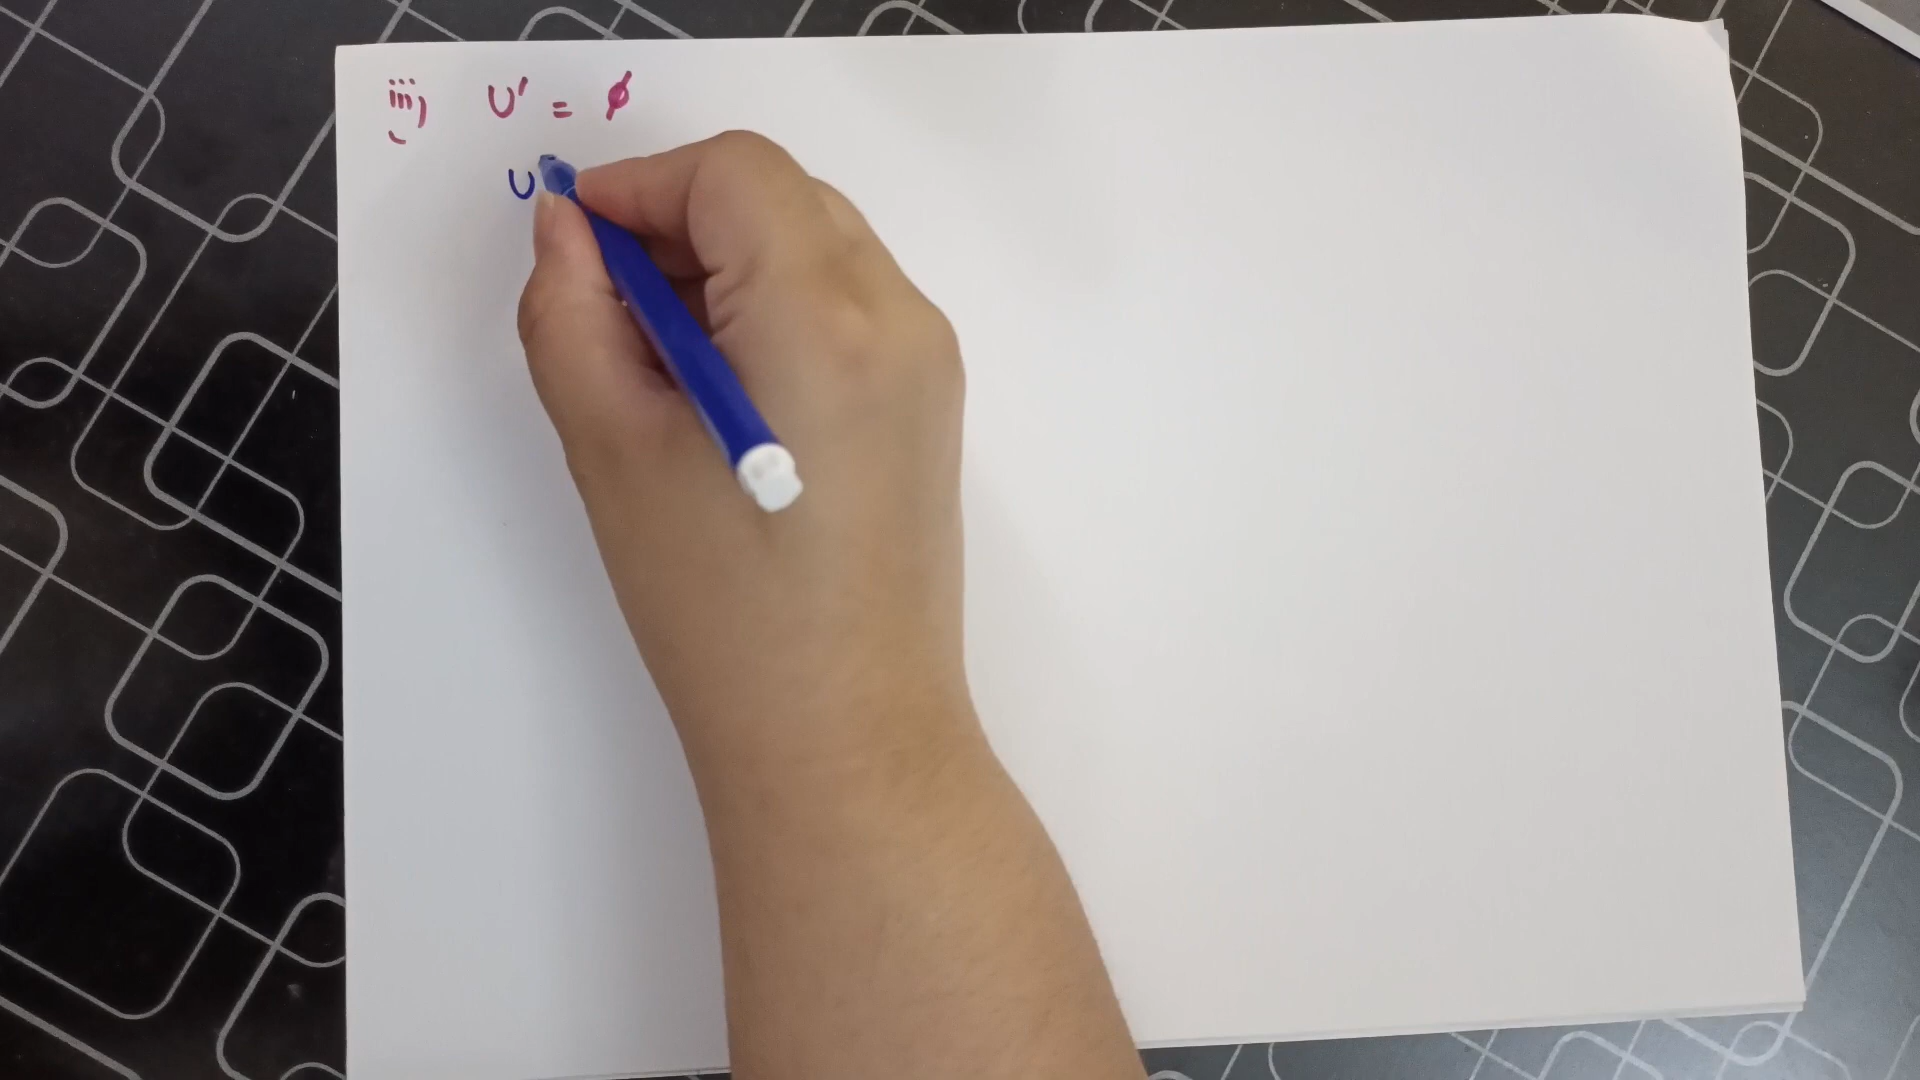 iii) U' = ϕ
U